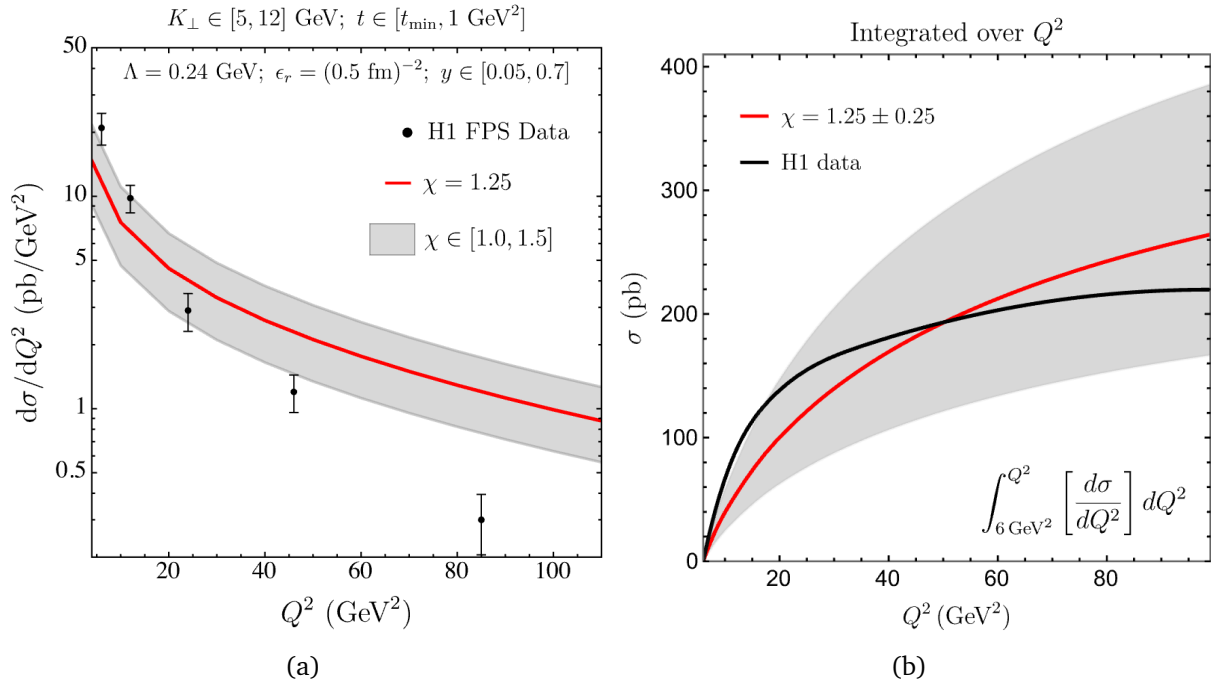 K⊥ ∈ [5, 12] GeV; t ∈ [t_min, 1 GeV²]
Λ = 0.24 GeV; ϵ_r = (0.5 fm)⁻²; y ∈ [0.05, 0.7]
H1 FPS Data
χ = 1.25
χ ∈ [1.0, 1.5]
dσ/dQ² (pb/GeV²)
50
10
5
1
0.5
20 40 60 80 100
Q² (GeV²)
(a)
Integrated over Q²
χ = 1.25 ± 0.25
H1 data
σ (pb)
400
300
200
100
0
∫_{6 GeV²}^{Q²} [dσ/dQ²] dQ²
20 40 60 80
Q² (GeV²)
(b)